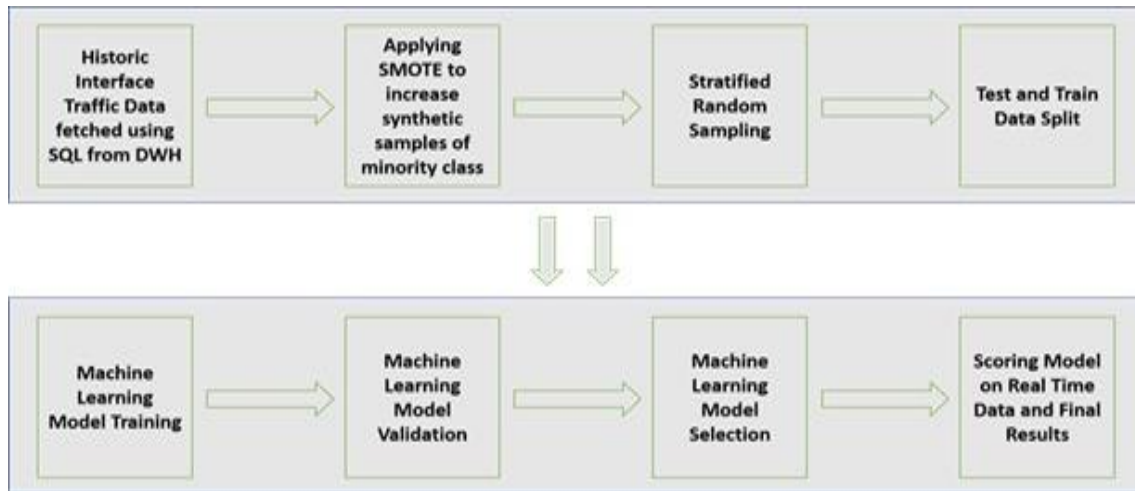 Historic
Interface
Traffic Data
fetched using
SQL from DWH
Applying
SMOTE to
increase
synthetic
samples of
minority class
Stratified
Random
Sampling
Test and Train
Data Split
Machine
Learning
Model Training
Machine
Learning
Model
Validation
Machine
Learning
Model
Selection
Scoring Model
on Real Time
Data and Final
Results